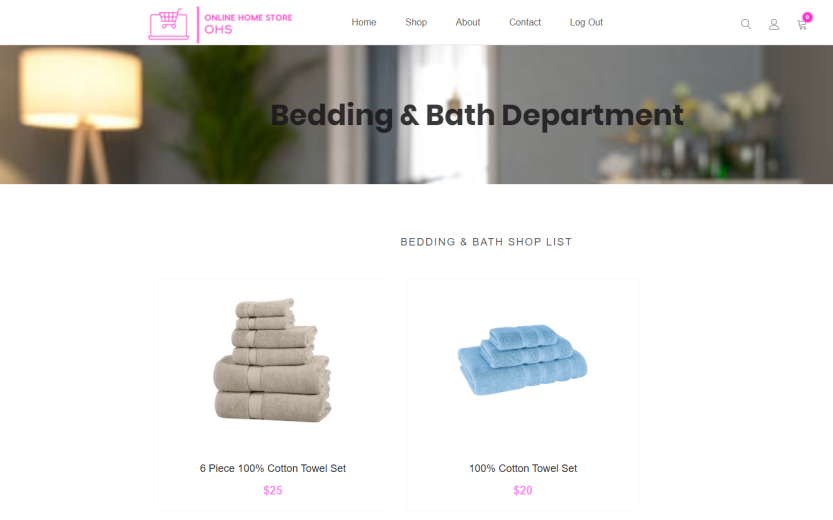 ONLINE HOME STORE
OHS
Home Shop About Contact Log Out
0
Bedding & Bath Department
BEDDING & BATH SHOP LIST
6 Piece 100% Cotton Towel Set
$25
100% Cotton Towel Set
$20